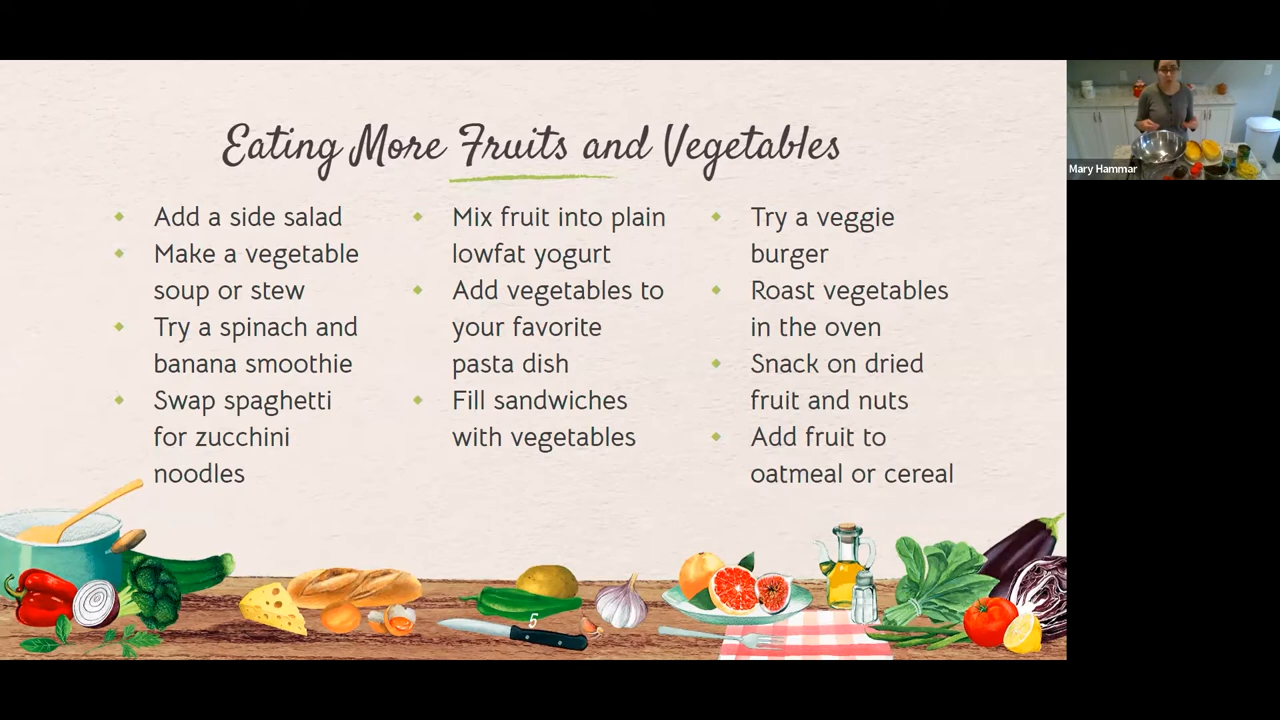 Eating More Fruits and Vegetables
Add a side salad
Make a vegetable
soup or stew
Try a spinach and
banana smoothie
Swap spaghetti
for zucchini
noodles
Mix fruit into plain
lowfat yogurt
Add vegetables to
your favorite
pasta dish
Fill sandwiches
with vegetables
Try a veggie
burger
Roast vegetables
in the oven
Snack on dried
fruit and nuts
Add fruit to
oatmeal or cereal
5
Mary Hammar